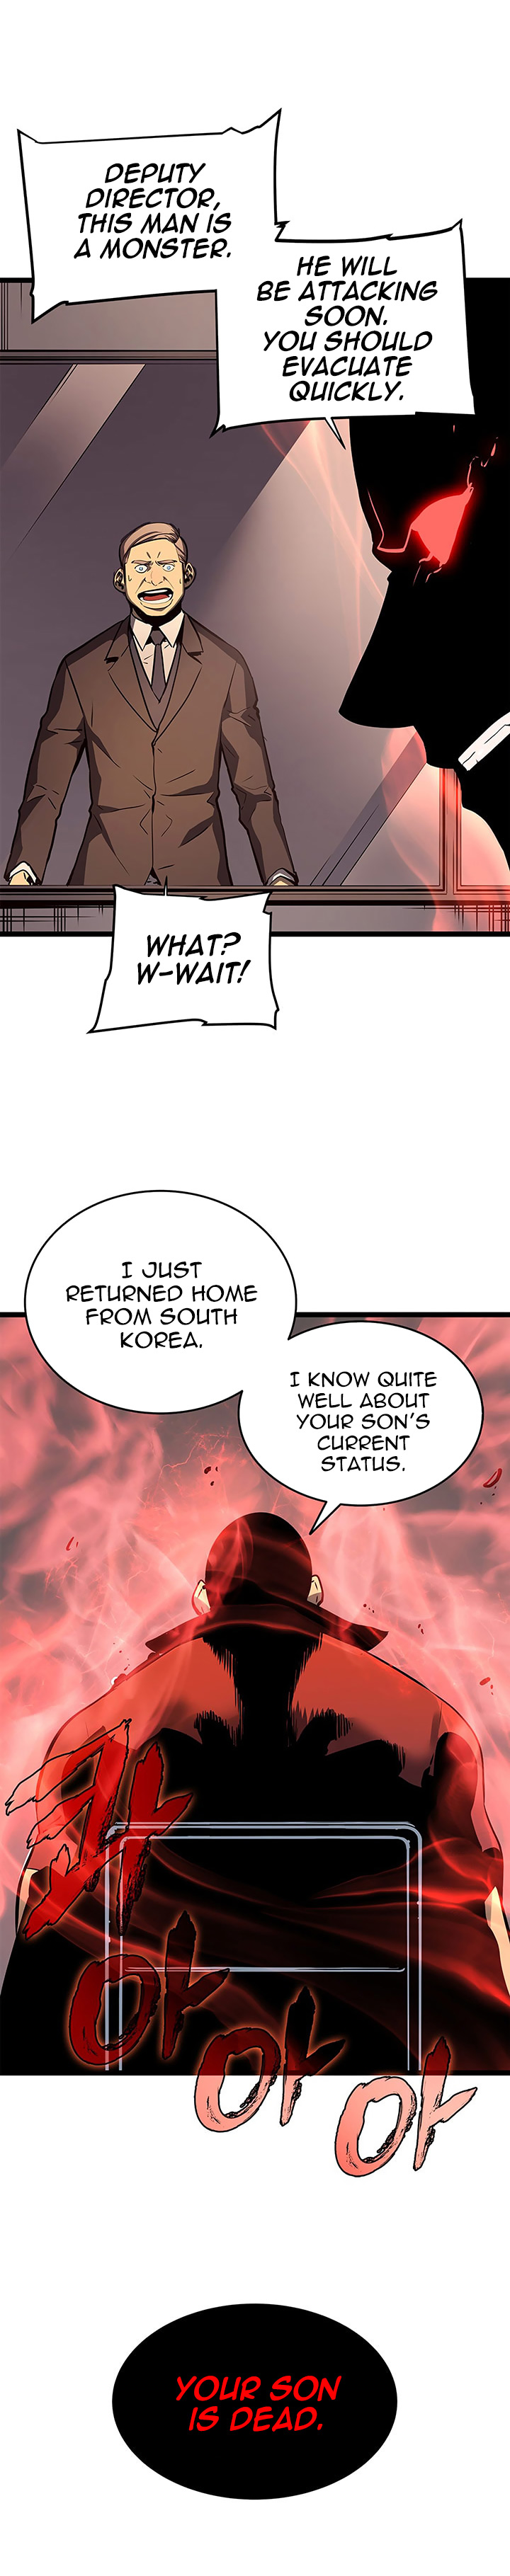 DEPUTY
DIRECTOR,
THIS MAN IS
A MONSTER.
HE WILL
BE ATTACKING
SOON.
YOU SHOULD
EVACUATE
QUICKLY.
WHAT?
W-WAIT!
I JUST
RETURNED HOME
FROM SOUTH
KOREA.
I KNOW QUITE
WELL ABOUT
YOUR SON'S
CURRENT
STATUS.
콰
아
아
아
YOUR SON
IS DEAD.